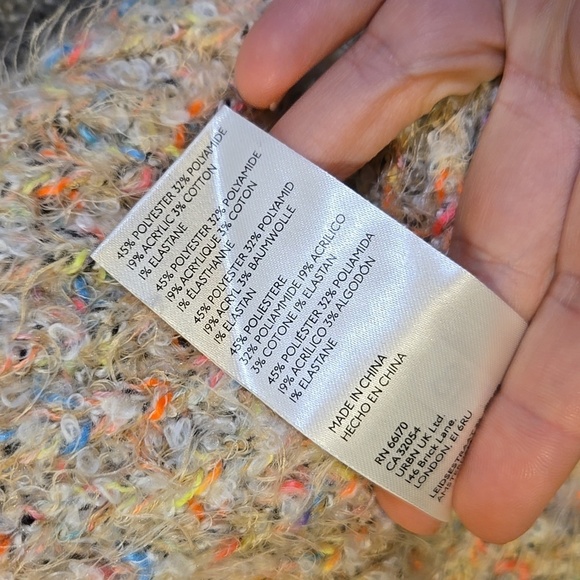 45% POLYESTER 32% POLYAMIDE
19% ACRYLIC 3% COTTON
1% ELASTANE
45% POLYESTER 32% POLYAMIDE
19% ACRYLIQUE 3% COTON
1% ELASTHANNE
45% POLYESTER 32% POLYAMID
19% ACRYL 3% BAUMWOLLE
1% ELASTAN
45% POLIESTERE
32% POLIAMMIDE 19% ACRILICO
3% COTONE 1% ELASTAN
45% POLIÉSTER 32% POLIAMIDA
19% ACRÍLICO 3% ALGODÓN
1% ELASTANE
MADE IN CHINA
HECHO EN CHINA
RN 66170
CA 32054
URBN UK Ltd.
146 Brick Lane,
LONDON, E1 6RU